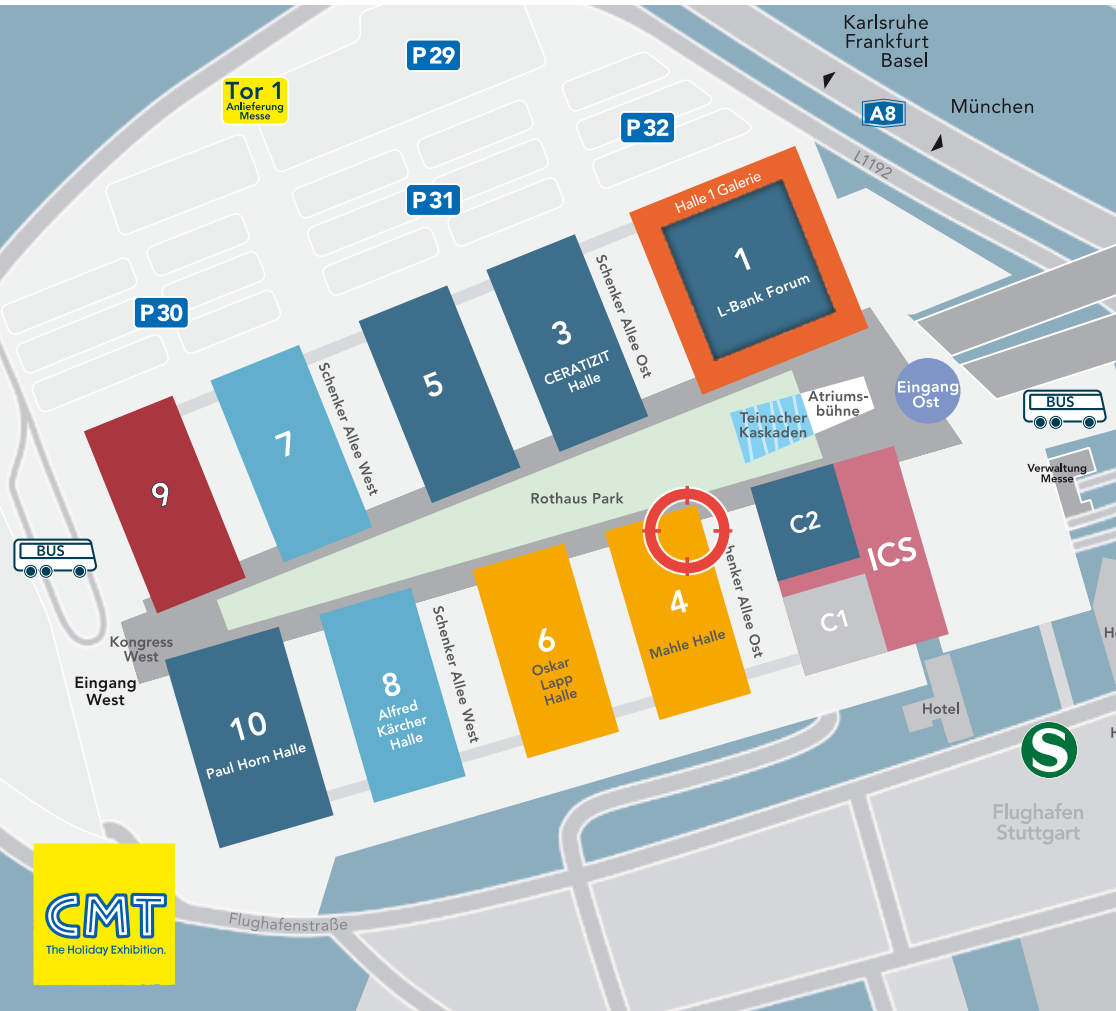 Karlsruhe
Frankfurt
Basel
P29
Tor 1
Anlieferung
Messe
A8
München
P32
L1192
Halle 1 Galerie
P31
1
L-Bank Forum
Schenker Allee Ost
P30
3
CERATIZIT
Halle
5
Schenker Allee West
7
Eingang
Ost
Atriums-
bühne
BUS
Teinacher
Kaskaden
9
Rothaus Park
Verwaltung
Messe
C2
ICS
BUS
4
Mahle Halle
Allee Ost
C1
Kongress
West
6
Oskar
Lapp
Halle
Schenker Allee West
Eingang
West
8
Alfred
Kärcher
Halle
10
Paul Horn Halle
Hotel
S
Flughafen
Stuttgart
CMT
The Holiday Exhibition.
Flughafenstraße